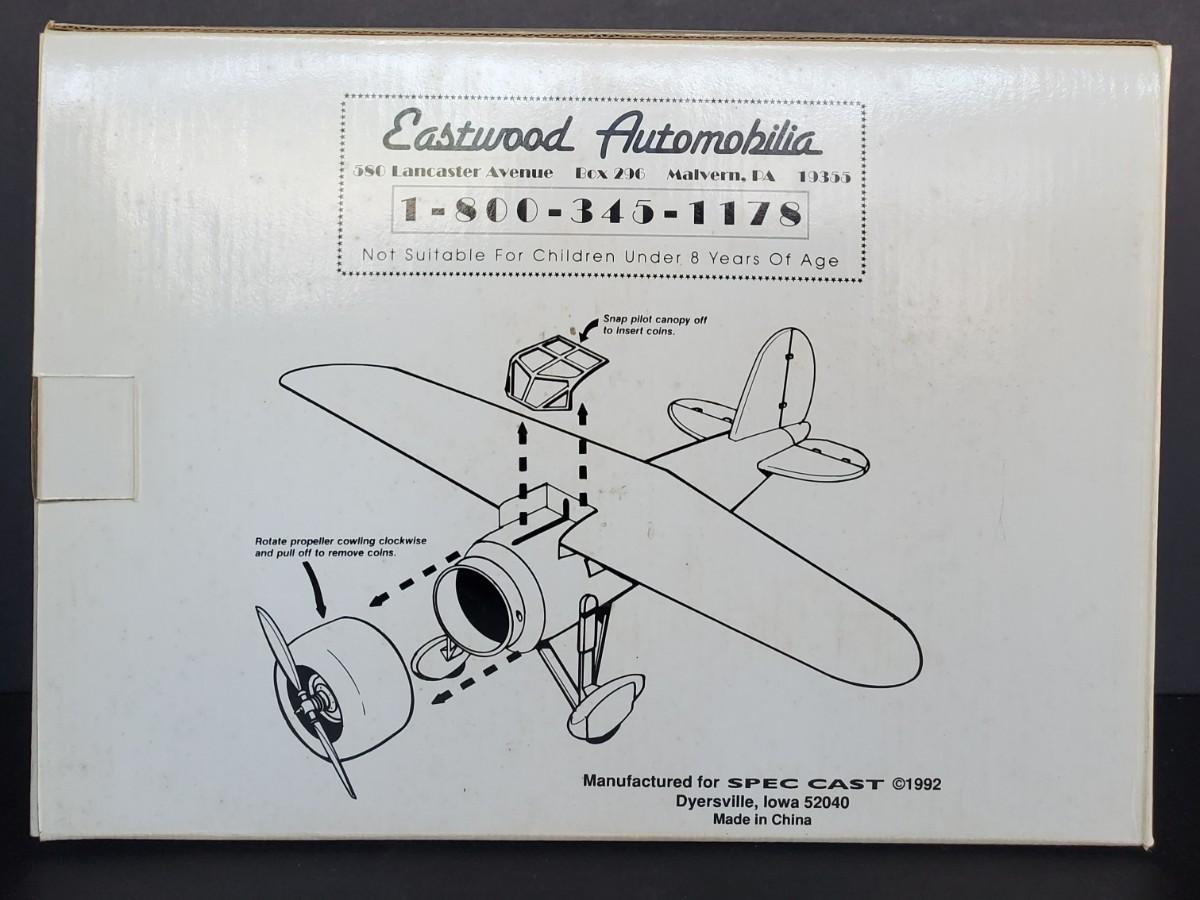 Eastwood Automobilia
580 Lancaster Avenue Box 296 Malvern, PA 19355
1-800-345-1178
Not Suitable For Children Under 8 Years Of Age
Snap pilot canopy off
to insert coins.
Rotate propeller cowling clockwise
and pull off to remove coins.
Manufactured for SPEC CAST ©1992
Dyersville, Iowa 52040
Made in China